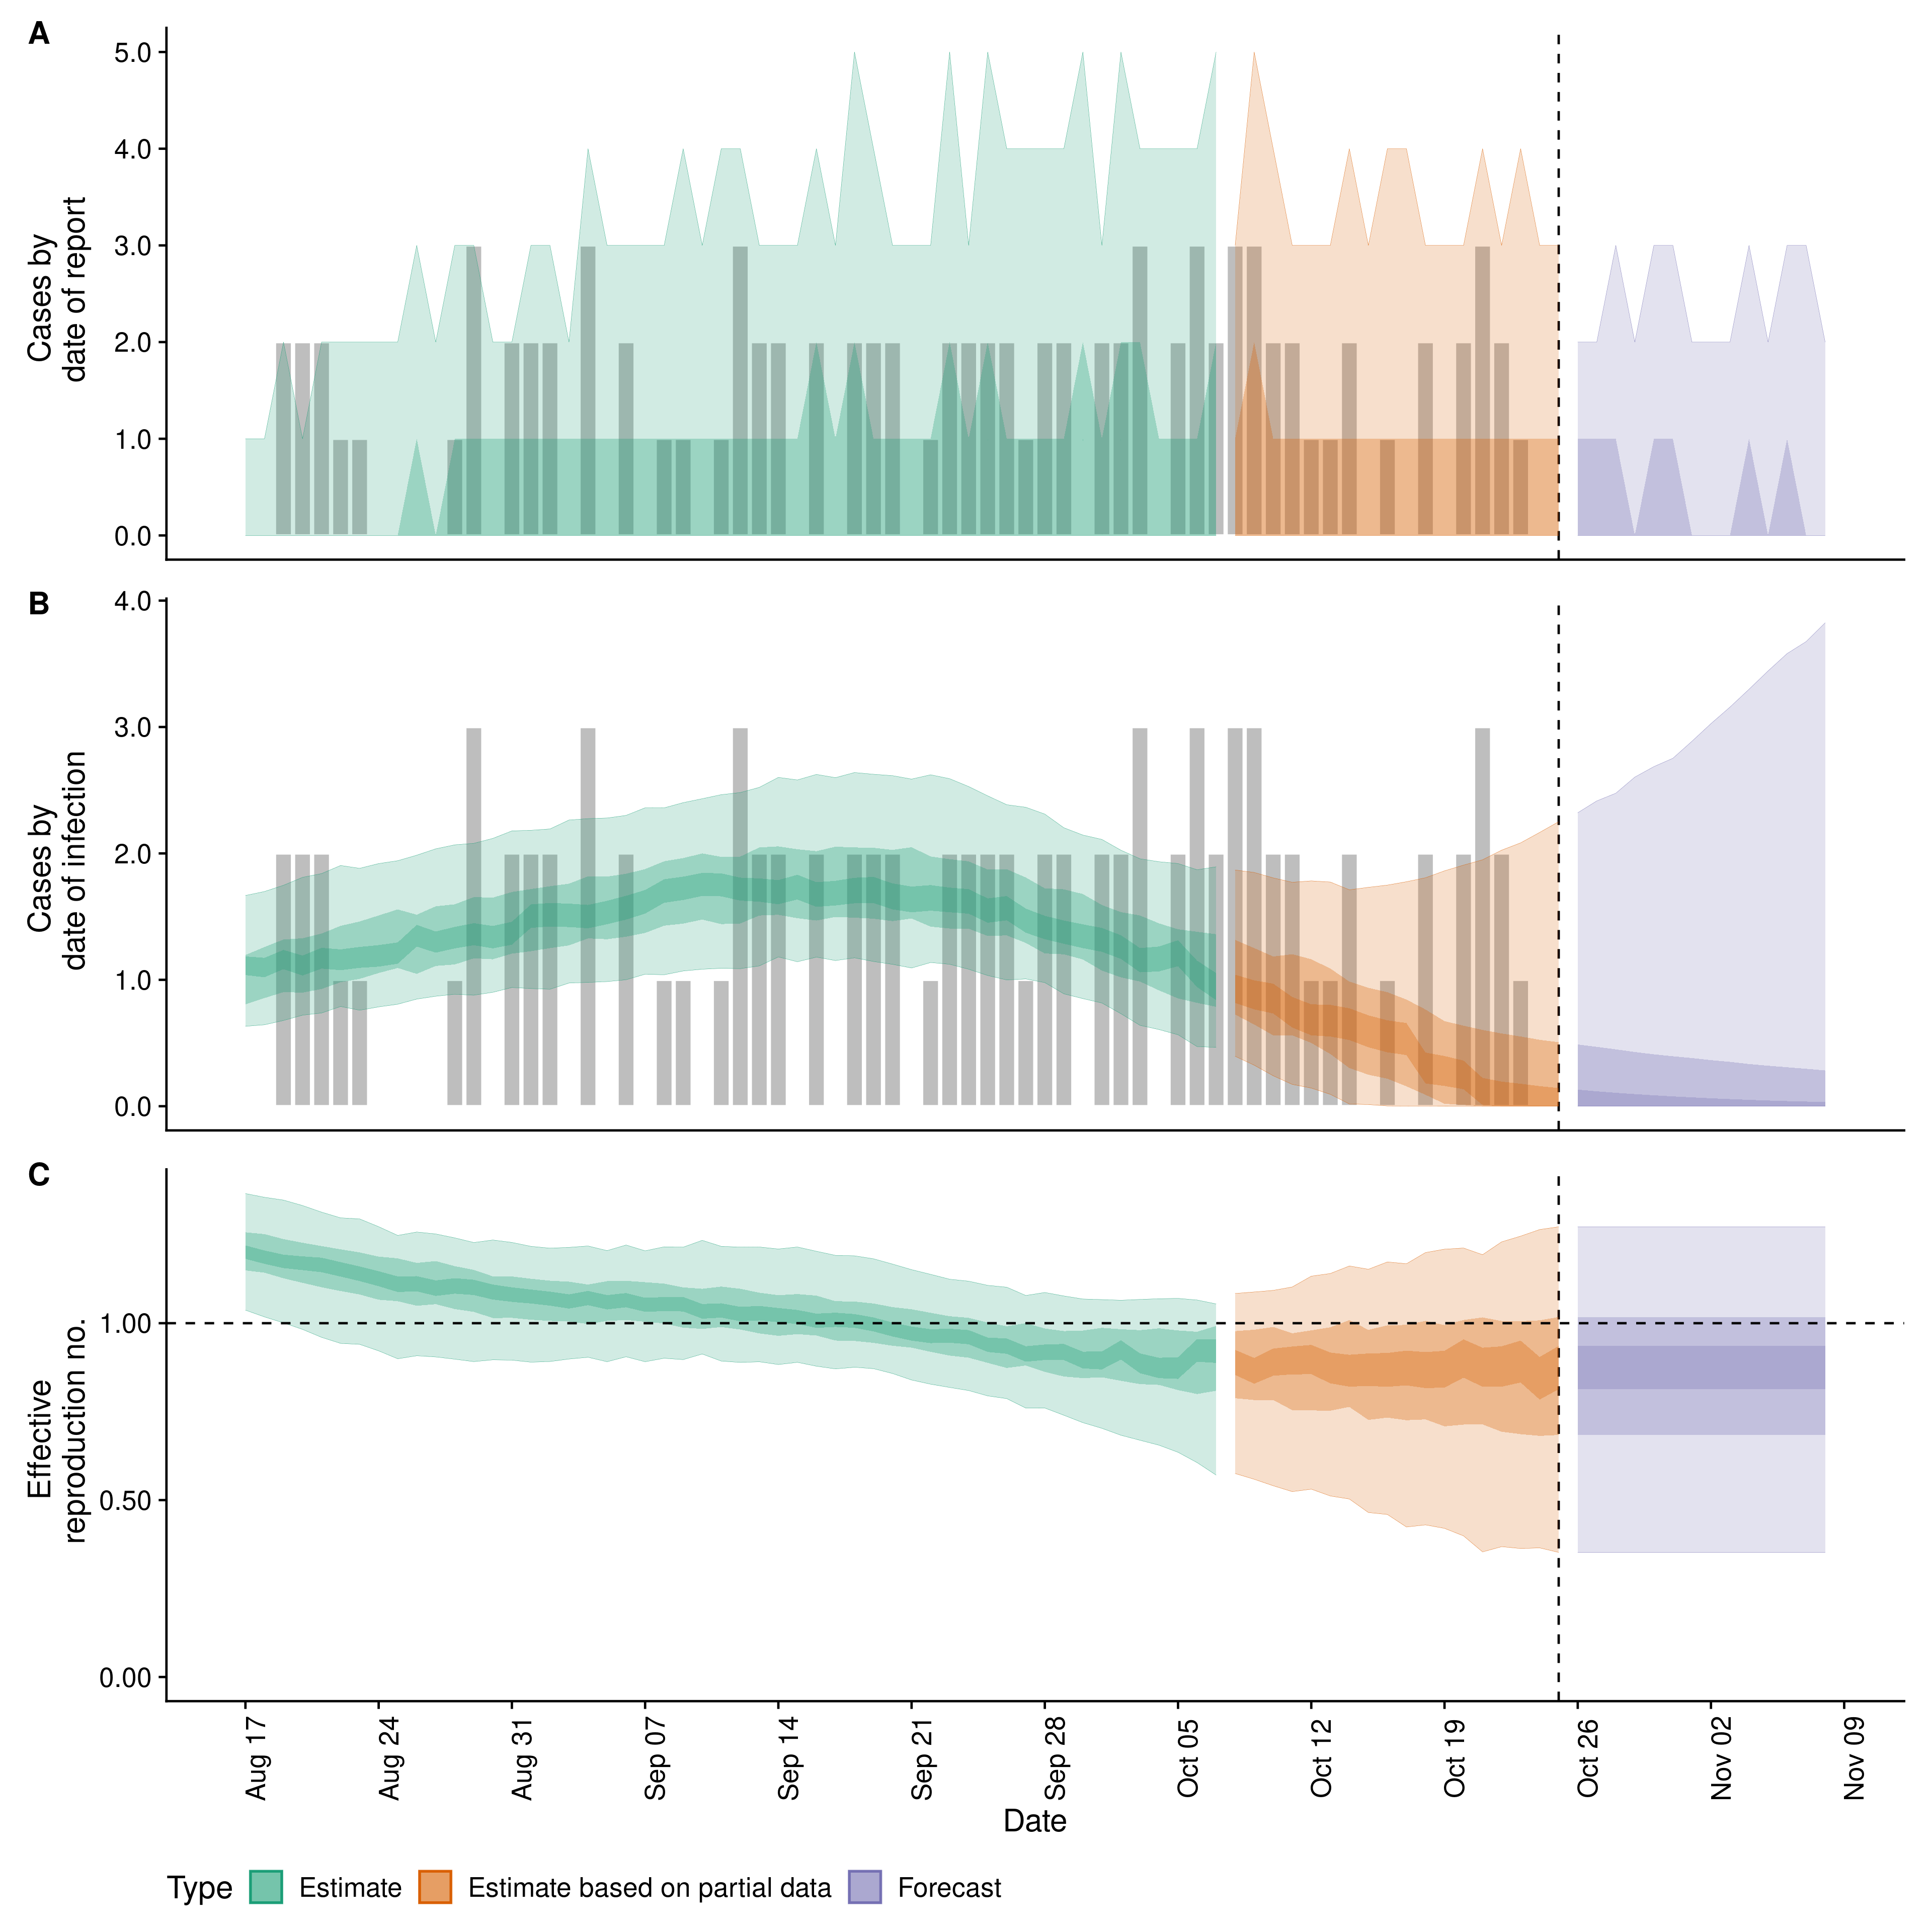 A
5.0
4.0
3.0
2.0
1.0
0.0
Cases by
date of report
B
4.0
3.0
2.0
1.0
0.0
Cases by
date of infection
C
1.00
0.50
0.00
Effective
reproduction no.
Aug 17
Aug 24
Aug 31
Sep 07
Sep 14
Sep 21
Sep 28
Oct 05
Oct 12
Oct 19
Oct 26
Nov 02
Nov 09
Date
Type Estimate Estimate based on partial data Forecast